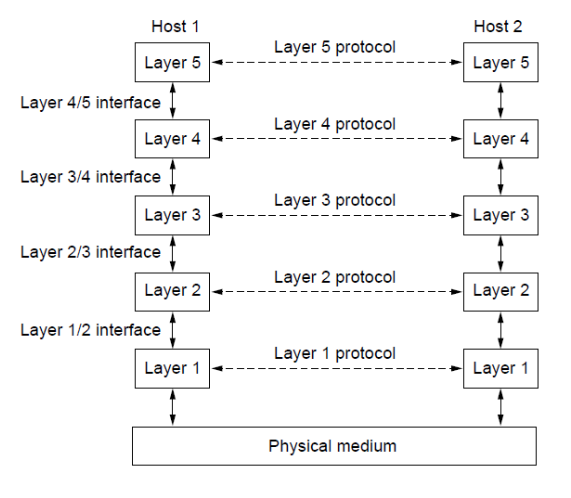 Host 1
Host 2
Layer 5 protocol
Layer 5
Layer 5
Layer 4/5 interface
Layer 4 protocol
Layer 4
Layer 4
Layer 3/4 interface
Layer 3 protocol
Layer 3
Layer 3
Layer 2/3 interface
Layer 2 protocol
Layer 2
Layer 2
Layer 1/2 interface
Layer 1 protocol
Layer 1
Layer 1
Physical medium